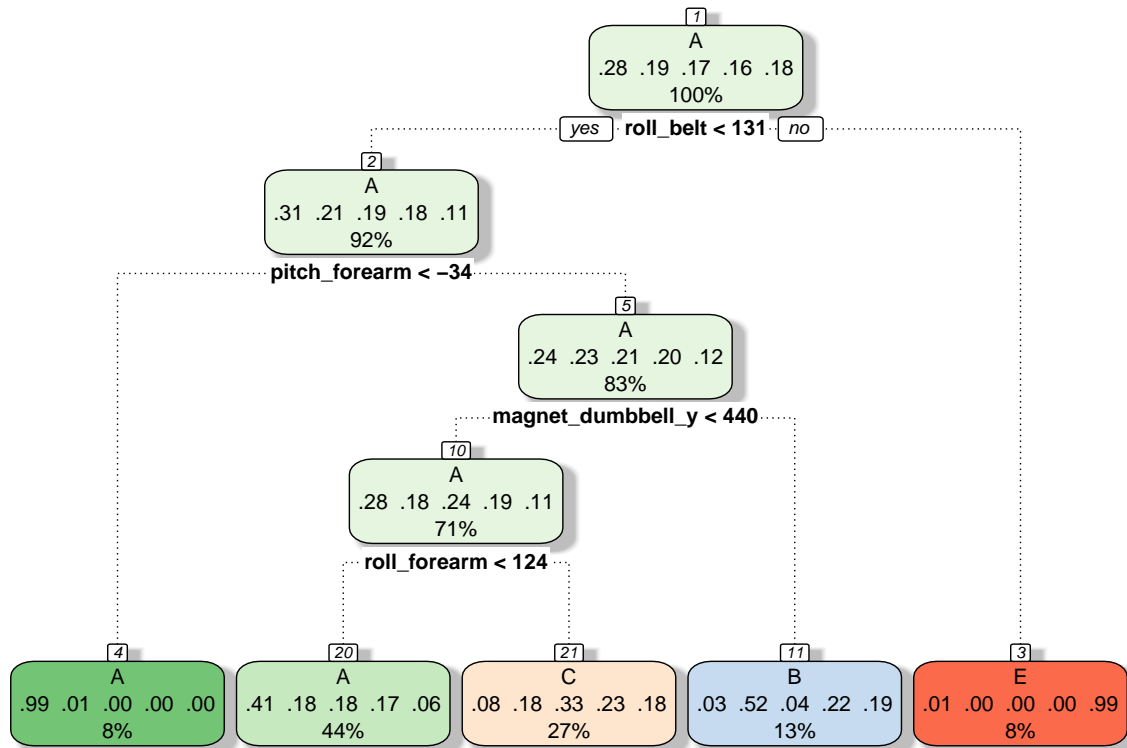 1
A
.28 .19 .17 .16 .18
100%
yes roll_belt < 131 no
2
A
.31 .21 .19 .18 .11
92%
pitch_forearm < −34
5
A
.24 .23 .21 .20 .12
83%
magnet_dumbbell_y < 440
10
A
.28 .18 .24 .19 .11
71%
roll_forearm < 124
4
A
.99 .01 .00 .00 .00
8%
20
A
.41 .18 .18 .17 .06
44%
21
C
.08 .18 .33 .23 .18
27%
11
B
.03 .52 .04 .22 .19
13%
3
E
.01 .00 .00 .00 .99
8%